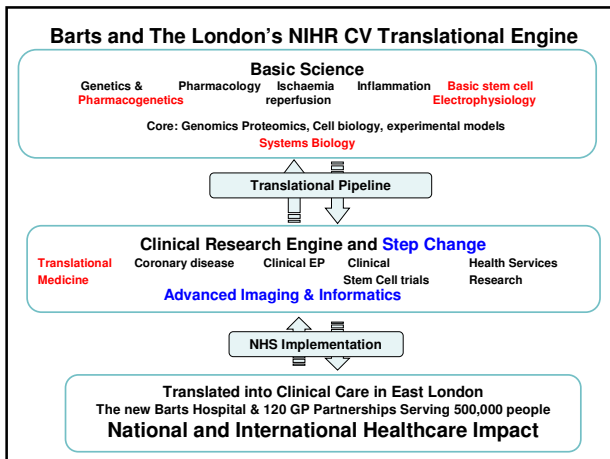 Barts and The London's NIHR CV Translational Engine
Basic Science
Genetics & Pharmacology Ischaemia Inflammation Basic stem cell
Pharmacogenetics reperfusion Electrophysiology
Core: Genomics Proteomics, Cell biology, experimental models
Systems Biology
Translational Pipeline
Clinical Research Engine and Step Change
Translational Coronary disease Clinical EP Clinical Health Services
Medicine Stem Cell trials Research
Advanced Imaging & Informatics
NHS Implementation
Translated into Clinical Care in East London
The new Barts Hospital & 120 GP Partnerships Serving 500,000 people
National and International Healthcare Impact